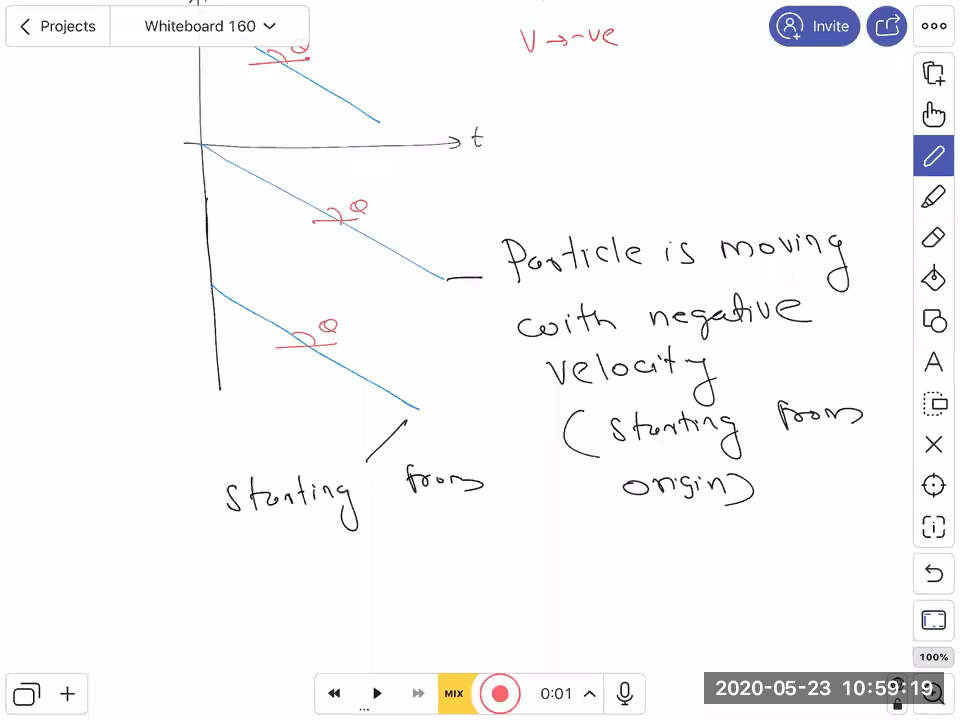 Projects
Whiteboard 160
Invite
V → -ve
θ
t
θ
Particle is moving
with negative
velocity
(starting from
origin)
θ
starting from
A
100%
MIX
0:01
2020-05-23 10:59:19